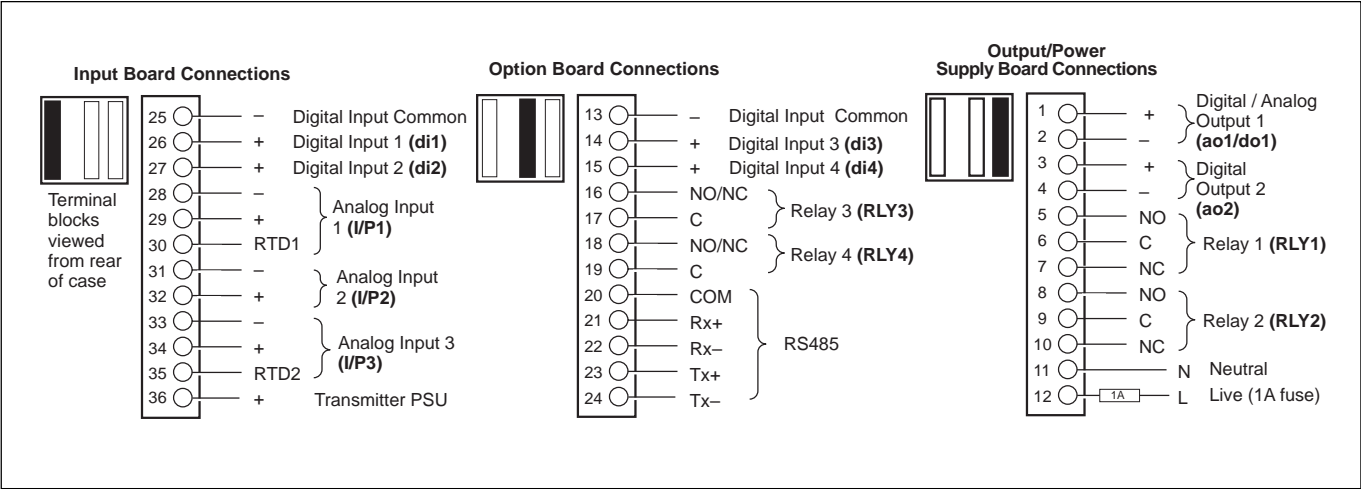 Input Board Connections
25 – Digital Input Common
26 + Digital Input 1 (di1)
27 + Digital Input 2 (di2)
28 –
29 +
30 RTD1
Analog Input
1 (I/P1)
31 –
32 +
Analog Input
2 (I/P2)
33 –
34 +
35 RTD2
Analog Input 3
(I/P3)
36 + Transmitter PSU
Terminal
blocks
viewed
from rear
of case
Option Board Connections
13 – Digital Input Common
14 + Digital Input 3 (di3)
15 + Digital Input 4 (di4)
16 NO/NC
17 C
Relay 3 (RLY3)
18 NO/NC
19 C
Relay 4 (RLY4)
20 COM
21 Rx+
22 Rx–
23 Tx+
24 Tx–
RS485
Output/Power
Supply Board Connections
1 +
2 –
Digital / Analog
Output 1
(ao1/do1)
3 +
4 –
Digital
Output 2
(ao2)
5 NO
6 C
7 NC
Relay 1 (RLY1)
8 NO
9 C
10 NC
Relay 2 (RLY2)
11 N Neutral
12 1A L Live (1A fuse)